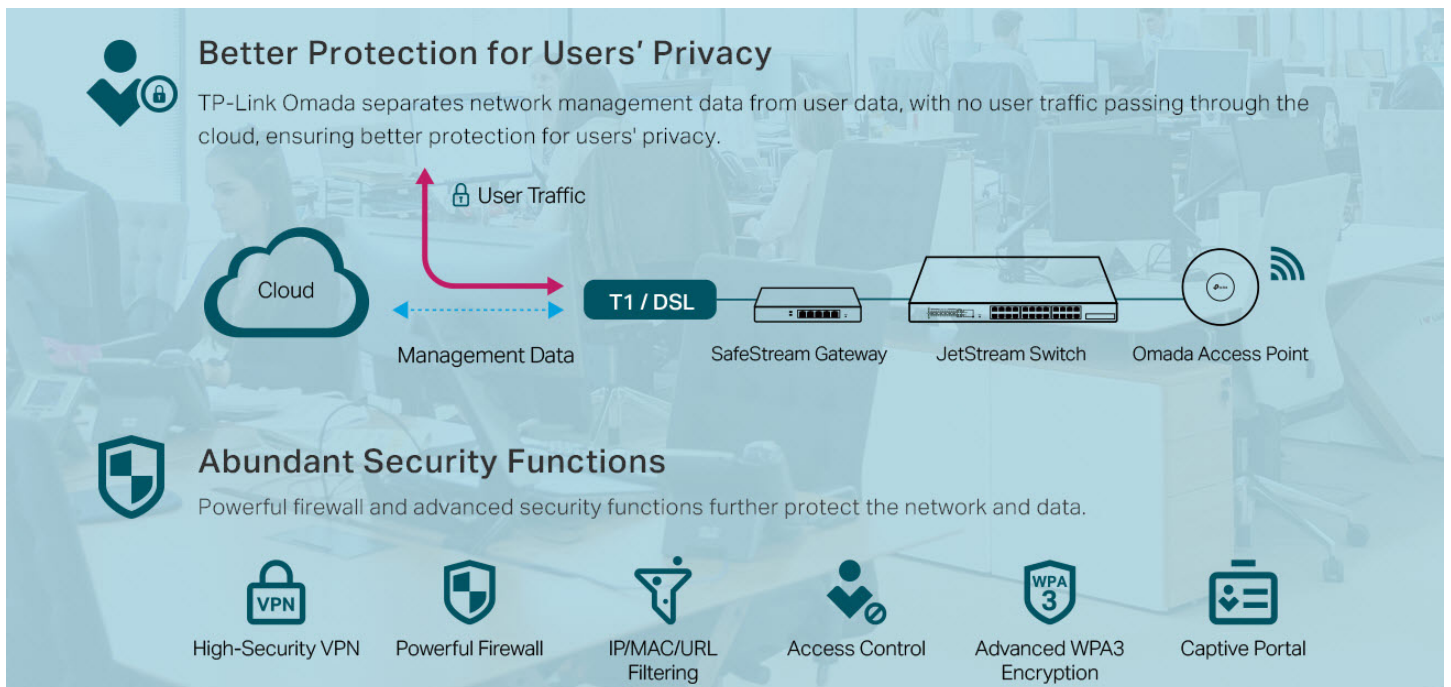 Better Protection for Users' Privacy
TP-Link Omada separates network management data from user data, with no user traffic passing through the
cloud, ensuring better protection for users' privacy.
User Traffic
Cloud
T1 / DSL
Management Data
SafeStream Gateway
JetStream Switch
Omada Access Point
Abundant Security Functions
Powerful firewall and advanced security functions further protect the network and data.
VPN
WPA
3
High-Security VPN
Powerful Firewall
IP/MAC/URL
Filtering
Access Control
Advanced WPA3
Encryption
Captive Portal